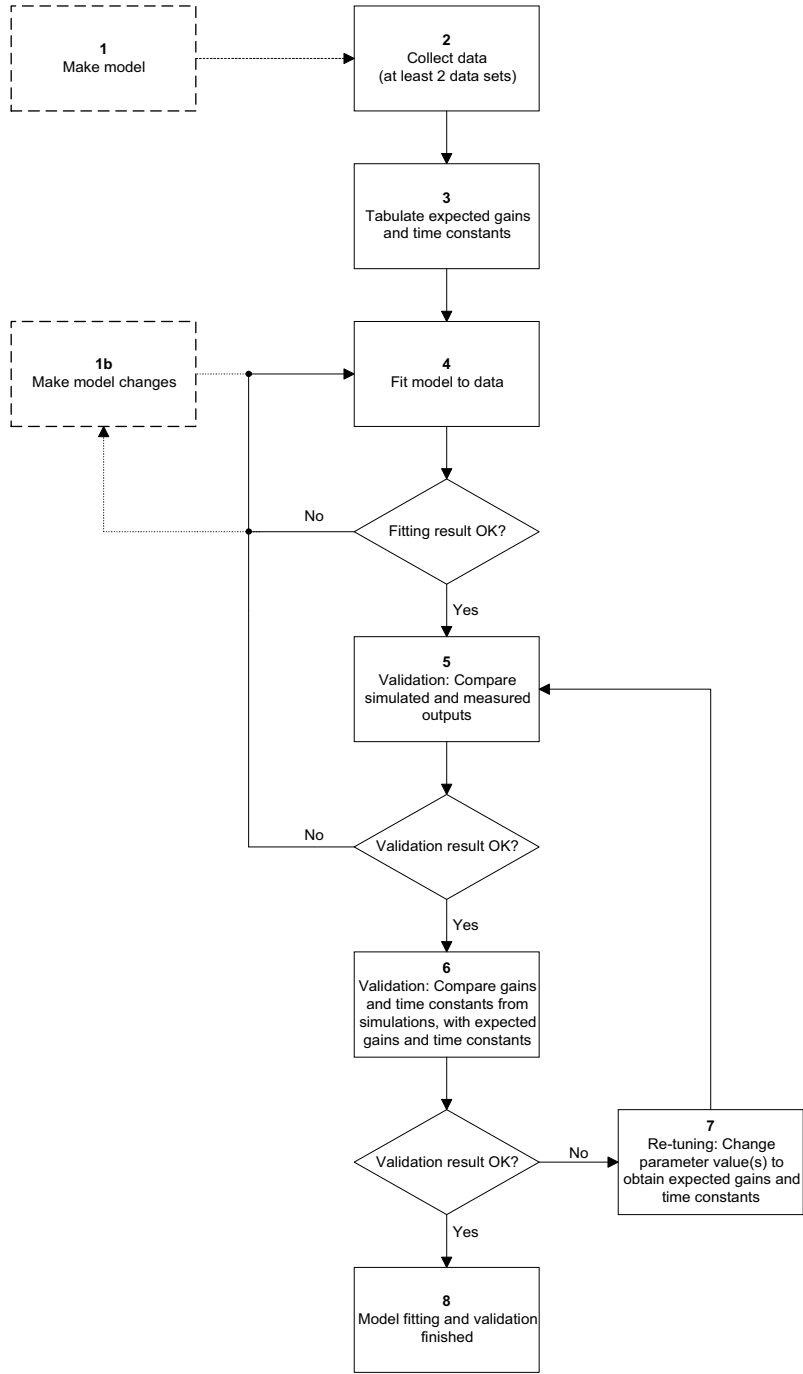 1
Make model
2
Collect data
(at least 2 data sets)
3
Tabulate expected gains
and time constants
1b
Make model changes
4
Fit model to data
No
Fitting result OK?
Yes
5
Validation: Compare
simulated and measured
outputs
No
Validation result OK?
Yes
6
Validation: Compare gains
and time constants from
simulations, with expected
gains and time constants
Validation result OK?
No
7
Re-tuning: Change
parameter value(s) to
obtain expected gains and
time constants
Yes
8
Model fitting and validation
finished